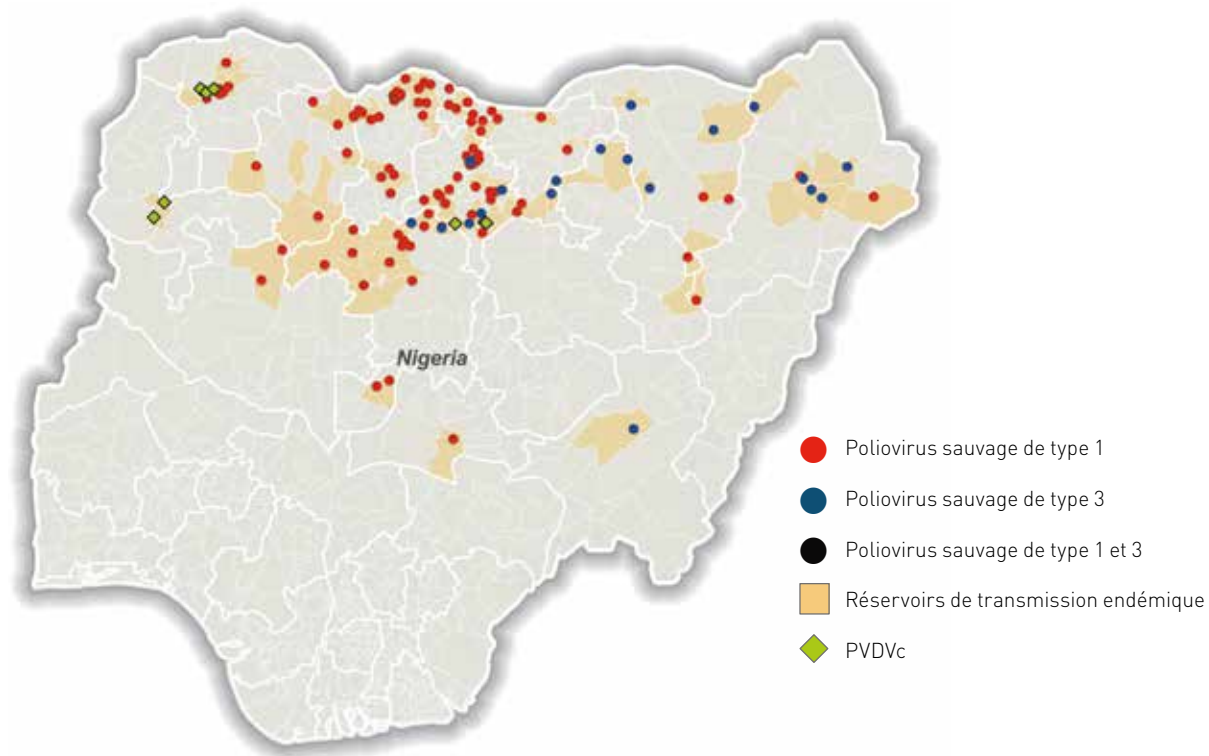 Nigeria
Poliovirus sauvage de type 1
Poliovirus sauvage de type 3
Poliovirus sauvage de type 1 et 3
Réservoirs de transmission endémique
PVDVc